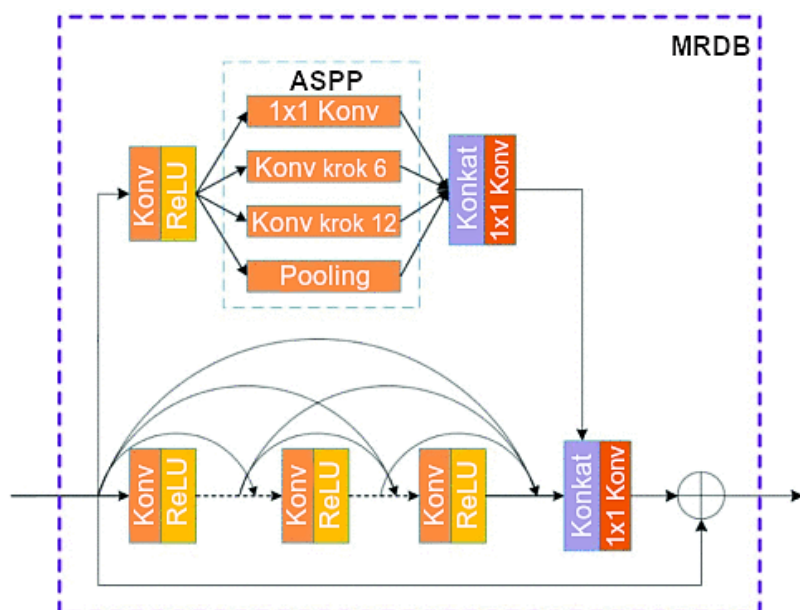 MRDB
ASPP
1x1 Konv
Konv krok 6
Konv krok 12
Pooling
Konv
ReLU
Konkat
1x1 Konv
Konv
ReLU
Konv
ReLU
Konv
ReLU
Konkat
1x1 Konv